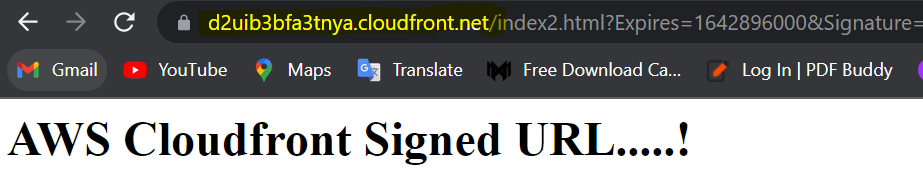 d2uib3bfa3tnya.cloudfront.net/index2.html?Expires=1642896000&Signature=
Gmail YouTube Maps Translate Free Download Ca... Log In | PDF Buddy
AWS Cloudfront Signed URL.....!